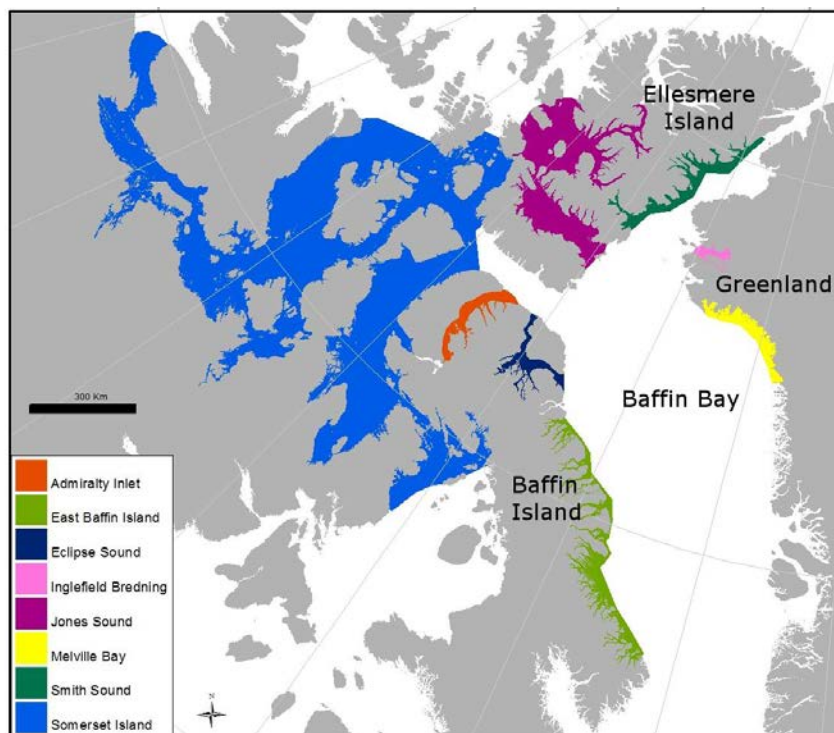 Ellesmere
Island
Greenland
Baffin Bay
Baffin
Island
300 Km
Admiralty Inlet
East Baffin Island
Eclipse Sound
Inglefield Bredning
Jones Sound
Melville Bay
Smith Sound
Somerset Island
N